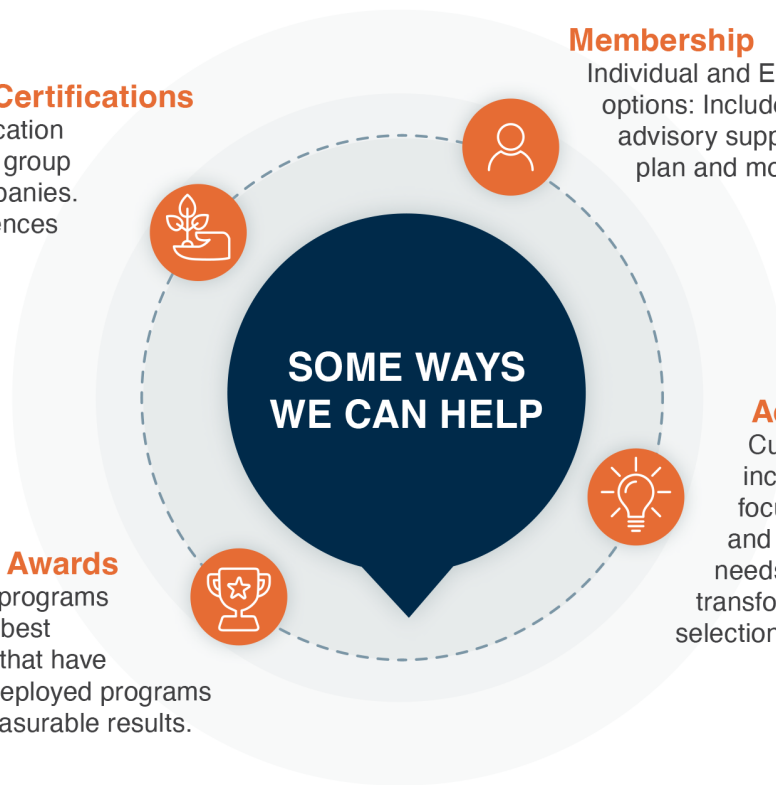 Certifications
cation
group
panies.
ences
Membership
Individual and E
options: Include
advisory supp
plan and mo
SOME WAYS
WE CAN HELP
Awards
programs
best
that have
eployed programs
asurable results.
A
Cu
inc
focu
and
needs
transfo
selection